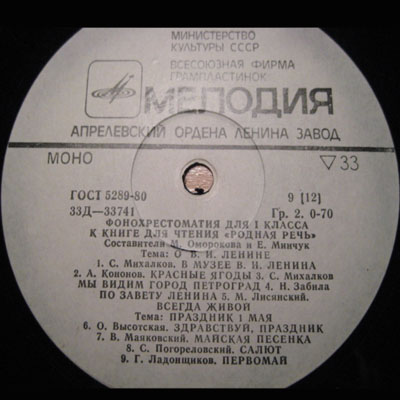 МИНИСТЕРСТВО
КУЛЬТУРЫ СССР
ВСЕСОЮЗНАЯ ФИРМА
ГРАМПЛАСТИНОК
МЕЛОДИЯ
АПРЕЛЕВСКИЙ ОРДЕНА ЛЕНИНА ЗАВОД
МОНО ▽33
ГОСТ 5289-80 9 [12]
33Д—33741 Гр. 2. 0-70
ФОНОХРЕСТОМАТИЯ ДЛЯ I КЛАССА
К КНИГЕ ДЛЯ ЧТЕНИЯ «РОДНАЯ РЕЧЬ»
Составители М. Оморокова и Е. Минчук
Тема: О В. И. ЛЕНИНЕ
1. С. Михалков. В МУЗЕЕ В. И. ЛЕНИНА
2. А. Кононов. КРАСНЫЕ ЯГОДЫ 3. С. Михалков
МЫ ВИДИМ ГОРОД ПЕТРОГРАД 4. Н. Забила
ПО ЗАВЕТУ ЛЕНИНА 5. М. Лисянский.
ВСЕГДА ЖИВОЙ
Тема: ПРАЗДНИК 1 МАЯ
6. О. Высотская. ЗДРАВСТВУЙ, ПРАЗДНИК
7. В. Маяковский. МАЙСКАЯ ПЕСЕНКА
8. С. Погореловский. САЛЮТ
9. Г. Ладонщиков. ПЕРВОМАЙ